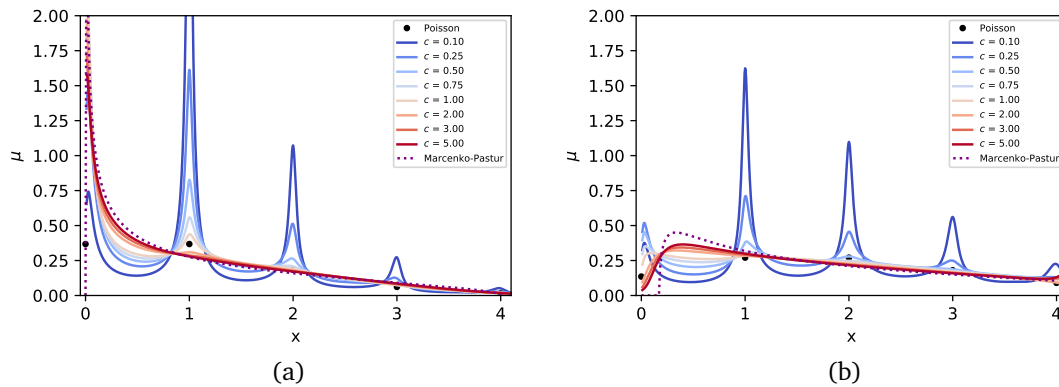 2.00
1.75
1.50
1.25
1.00
0.75
0.50
0.25
0.00
μ
0
1
2
3
4
x
Poisson
c = 0.10
c = 0.25
c = 0.50
c = 0.75
c = 1.00
c = 2.00
c = 3.00
c = 5.00
Marcenko-Pastur
(a)
2.00
1.75
1.50
1.25
1.00
0.75
0.50
0.25
0.00
μ
0
1
2
3
4
x
Poisson
c = 0.10
c = 0.25
c = 0.50
c = 0.75
c = 1.00
c = 2.00
c = 3.00
c = 5.00
Marcenko-Pastur
(b)